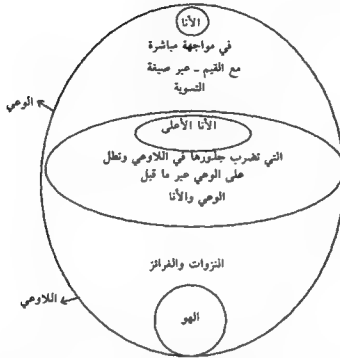 الأنا
في مواجهة مباشرة
مع القيم ـ عبر صيغة
التسوية
الوعي
الأنا الأعلى
التي تضرب جذورها في اللاوعي وتطل
على الوعي عبر ما قبل
الوعي والأنا
النزوات والغرائز
اللاوعي
الهو